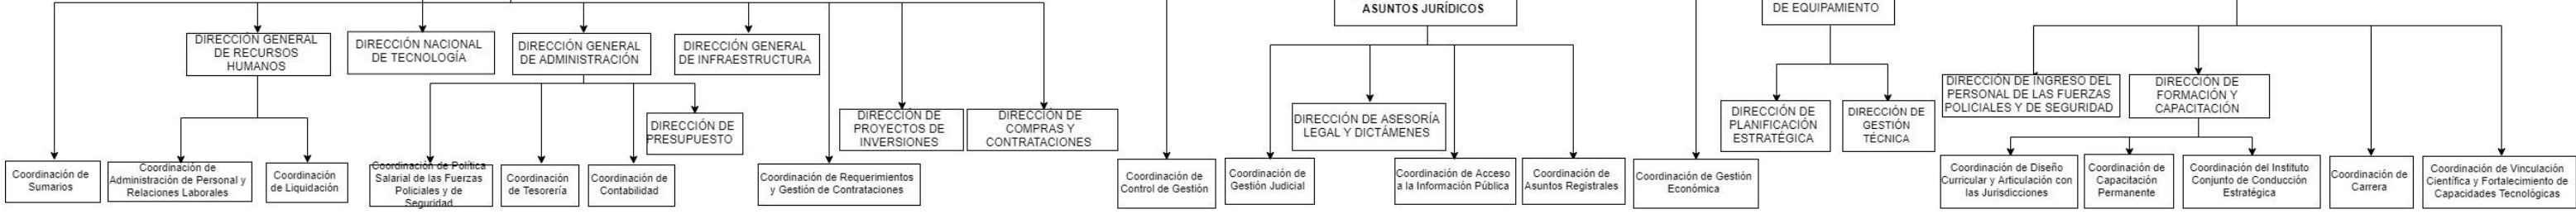 ASUNTOS JURÍDICOS
DE EQUIPAMIENTO
DIRECCIÓN GENERAL
DE RECURSOS
HUMANOS
DIRECCIÓN NACIONAL
DE TECNOLOGÍA
DIRECCIÓN GENERAL
DE ADMINISTRACIÓN
DIRECCIÓN GENERAL
DE INFRAESTRUCTURA
DIRECCIÓN DE INGRESO DEL
PERSONAL DE LAS FUERZAS
POLICIALES Y DE SEGURIDAD
DIRECCIÓN DE
FORMACIÓN Y
CAPACITACIÓN
DIRECCIÓN DE
PRESUPUESTO
DIRECCIÓN DE
PROYECTOS DE
INVERSIONES
DIRECCIÓN DE
COMPRAS Y
CONTRATACIONES
DIRECCIÓN DE ASESORÍA
LEGAL Y DICTÁMENES
DIRECCIÓN DE
PLANIFICACIÓN
ESTRATÉGICA
DIRECCIÓN DE
GESTIÓN
TÉCNICA
Coordinación de
Sumarios
Coordinación de
Administración de Personal y
Relaciones Laborales
Coordinación
de Liquidación
Coordinación de Política
Salarial de las Fuerzas
Policiales y de
Seguridad
Coordinación
de Tesorería
Coordinación de
Contabilidad
Coordinación de Requerimientos
y Gestión de Contrataciones
Coordinación de
Control de Gestión
Coordinación de
Gestión Judicial
Coordinación de Acceso
a la Información Pública
Coordinación de
Asuntos Registrales
Coordinación de Gestión
Económica
Coordinación de Diseño
Curricular y Articulación con
las Jurisdicciones
Coordinación de
Capacitación
Permanente
Coordinación del Instituto
Conjunto de Conducción
Estratégica
Coordinación de
Carrera
Coordinación de Vinculación
Científica y Fortalecimiento de
Capacidades Tecnológicas